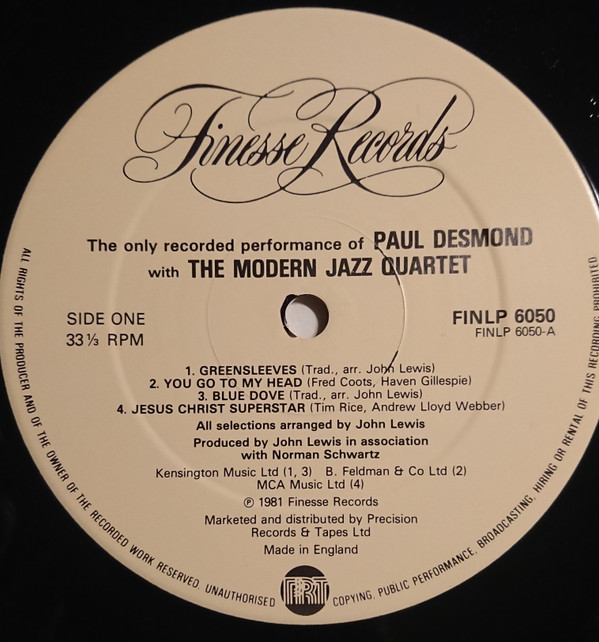 Finesse Records
The only recorded performance of PAUL DESMOND
with THE MODERN JAZZ QUARTET
SIDE ONE
33⅓ RPM
FINLP 6050
FINLP 6050-A
1. GREENSLEEVES (Trad., arr. John Lewis)
2. YOU GO TO MY HEAD (Fred Coots, Haven Gillespie)
3. BLUE DOVE (Trad., arr. John Lewis)
4. JESUS CHRIST SUPERSTAR (Tim Rice, Andrew Lloyd Webber)
All selections arranged by John Lewis
Produced by John Lewis in association
with Norman Schwartz
Kensington Music Ltd (1, 3) B. Feldman & Co Ltd (2)
MCA Music Ltd (4)
℗ 1981 Finesse Records
Marketed and distributed by Precision
Records & Tapes Ltd
Made in England
PRT
ALL RIGHTS OF THE PRODUCER AND OF THE OWNER OF THE RECORDED WORK RESERVED. UNAUTHORISED COPYING, PUBLIC PERFORMANCE, BROADCASTING, HIRING OR RENTAL OF THIS RECORDING PROHIBITED